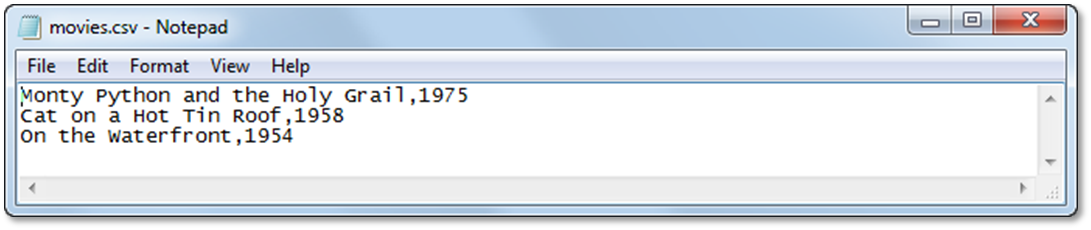 movies.csv - Notepad
File Edit Format View Help
Monty Python and the Holy Grail,1975
Cat on a Hot Tin Roof,1958
On the Waterfront,1954